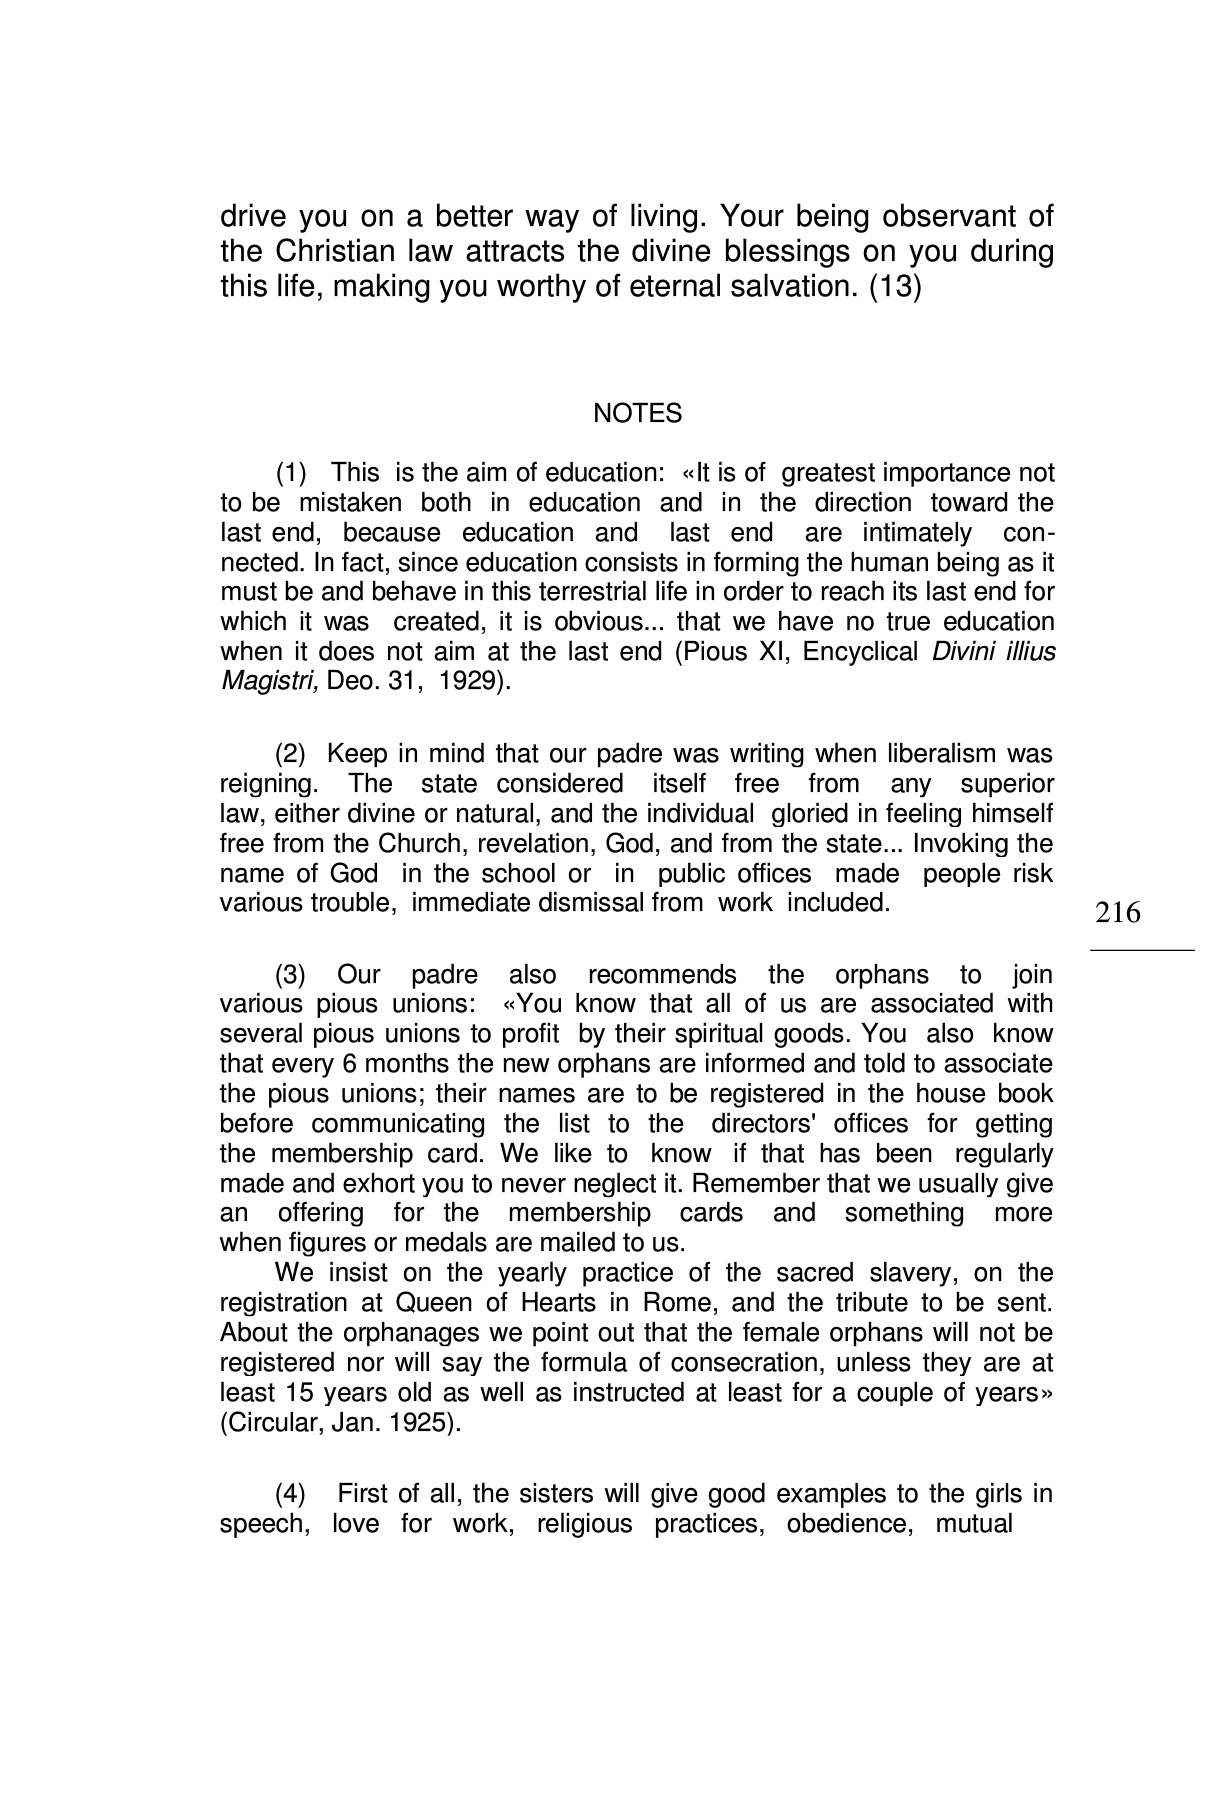 drive you on a better way of living. Your being observant of
the Christian law attracts the divine blessings on you during
this life, making you worthy of eternal salvation. (13)
NOTES
(1) This is the aim of education: «It is of greatest importance not
to be mistaken both in education and in the direction toward the
last end, because education and last end are intimately con-
nected. In fact, since education consists in forming the human being as it
must be and behave in this terrestrial life in order to reach its last end for
which it was created, it is obvious... that we have no true education
when it does not aim at the last end (Pious XI, Encyclical Divini illius
Magistri, Deo. 31, 1929).
(2) Keep in mind that our padre was writing when liberalism was
reigning. The state considered itself free from any superior
law, either divine or natural, and the individual gloried in feeling himself
free from the Church, revelation, God, and from the state... Invoking the
name of God in the school or in public offices made people risk
various trouble, immediate dismissal from work included.
216
(3) Our padre also recommends the orphans to join
various pious unions: «You know that all of us are associated with
several pious unions to profit by their spiritual goods. You also know
that every 6 months the new orphans are informed and told to associate
the pious unions; their names are to be registered in the house book
before communicating the list to the directors' offices for getting
the membership card. We like to know if that has been regularly
made and exhort you to never neglect it. Remember that we usually give
an offering for the membership cards and something more
when figures or medals are mailed to us.
We insist on the yearly practice of the sacred slavery, on the
registration at Queen of Hearts in Rome, and the tribute to be sent.
About the orphanages we point out that the female orphans will not be
registered nor will say the formula of consecration, unless they are at
least 15 years old as well as instructed at least for a couple of years»
(Circular, Jan. 1925).
(4) First of all, the sisters will give good examples to the girls in
speech, love for work, religious practices, obedience, mutual